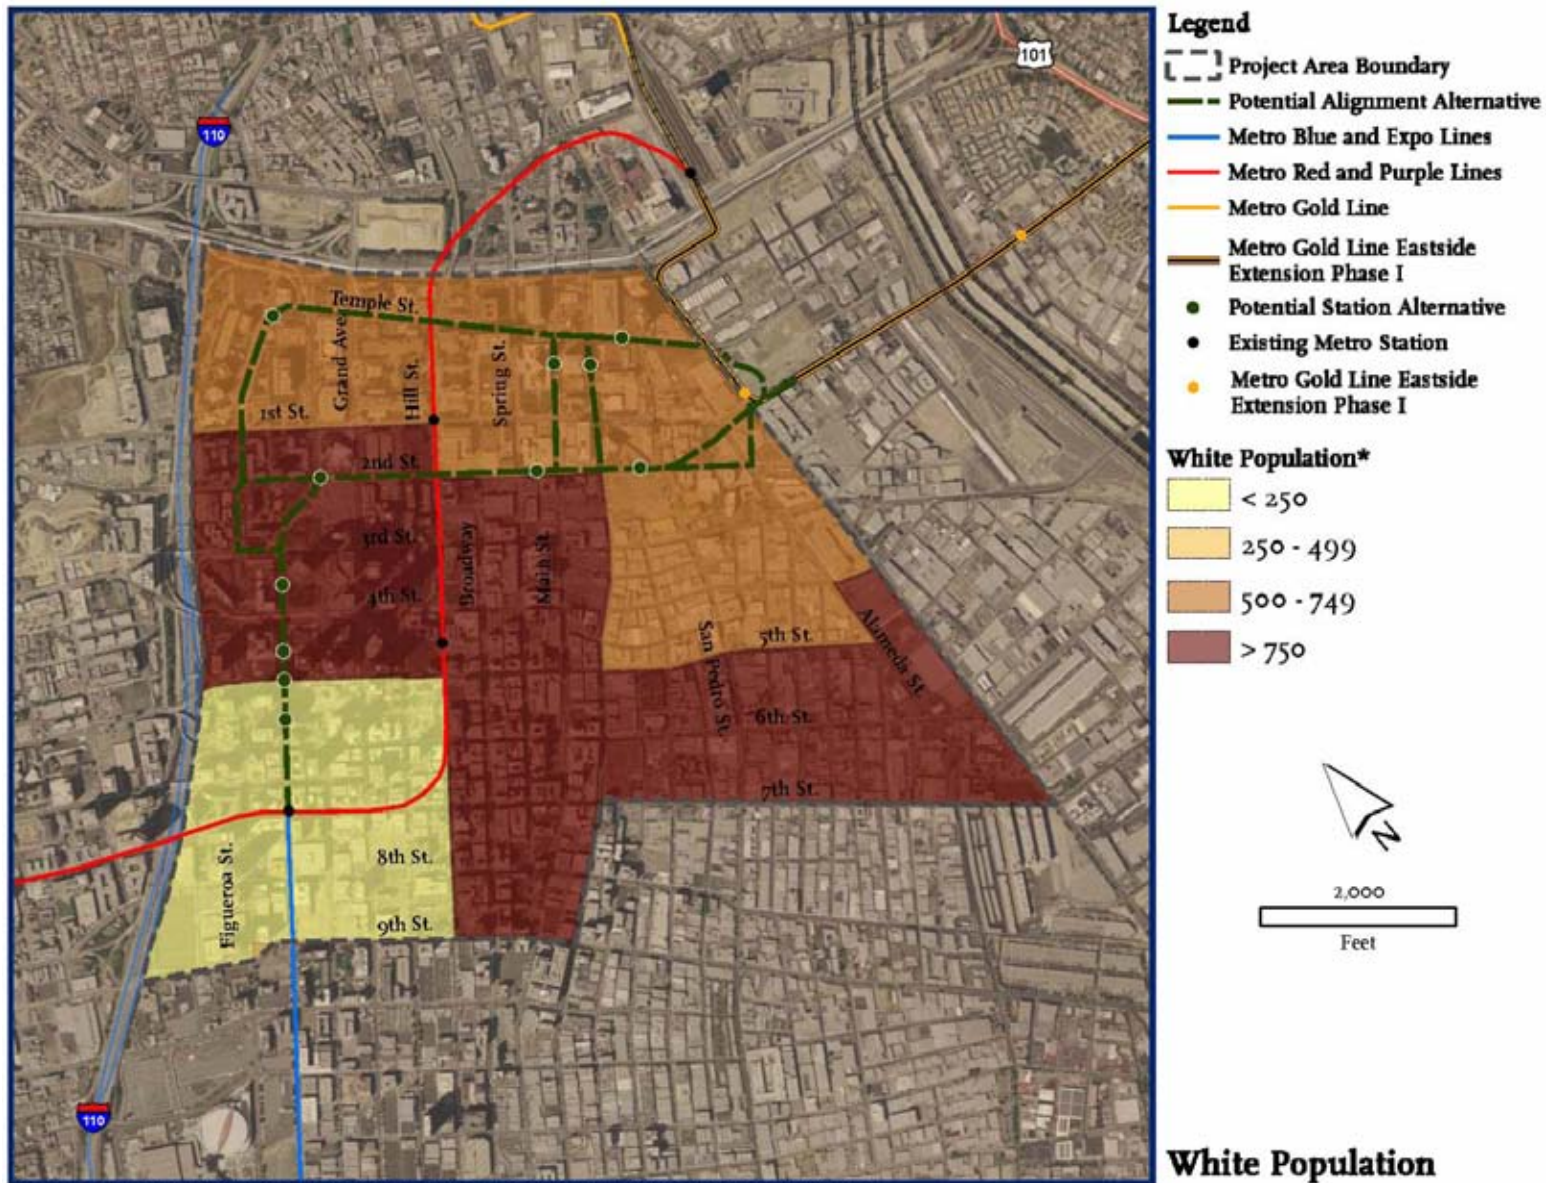 110
101
Temple St.
Grand Ave.
Hill St.
Spring St.
1st St.
2nd St.
3rd St.
Broadway
Main St.
4th St.
5th St.
San Pedro St.
Alameda St.
6th St.
7th St.
8th St.
Figueroa St.
9th St.
110
Legend
Project Area Boundary
Potential Alignment Alternative
Metro Blue and Expo Lines
Metro Red and Purple Lines
Metro Gold Line
Metro Gold Line Eastside
Extension Phase I
Potential Station Alternative
Existing Metro Station
Metro Gold Line Eastside
Extension Phase I
White Population*
< 250
250 - 499
500 - 749
> 750
N
2,000
Feet
White Population